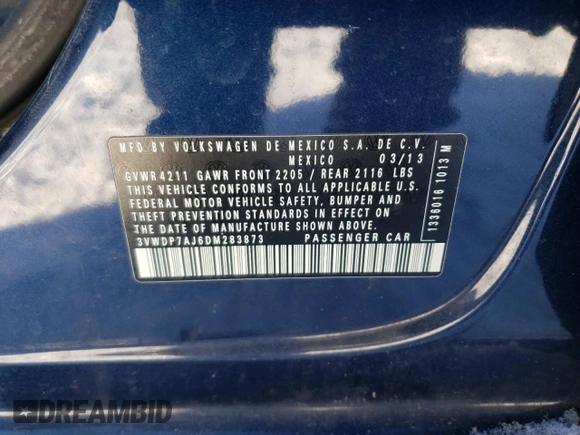 MFD BY VOLKSWAGEN DE MEXICO S.A. DE C.V.
MEXICO 03/13
GVWR 4211 GAWR FRONT 2205 / REAR 2116 LBS
THIS VEHICLE CONFORMS TO ALL APPLICABLE U.S.
FEDERAL MOTOR VEHICLE SAFETY, BUMPER AND
THEFT PREVENTION STANDARDS IN EFFECT ON
THE DATE OF MANUFACTURE SHOWN ABOVE.
3VWDP7AJ6DM283873 PASSENGER CAR
1336016 1013 M
DREAMBID